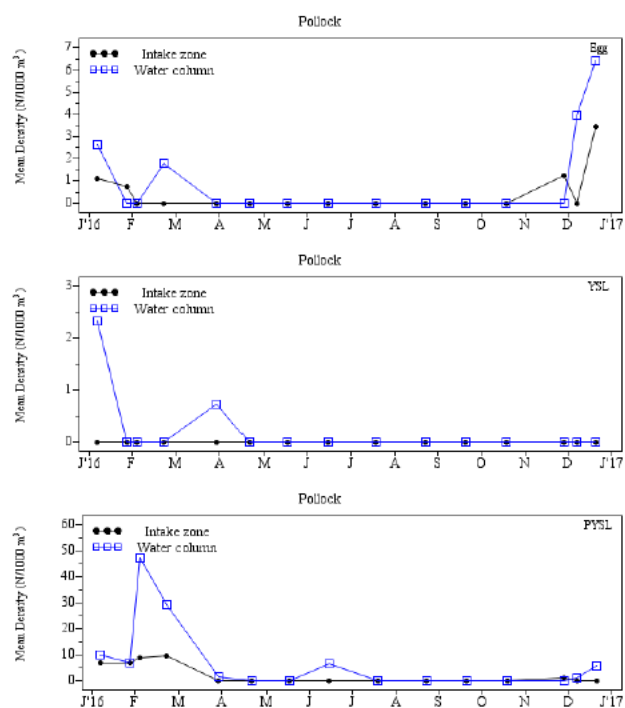 Pollock
Egg
Intake zone
Water column
Mean Density (N/1000 m³)
7
6
5
4
3
2
1
0
J'16 F M A M J J A S O N D J'17
Pollock
YSL
Intake zone
Water column
Mean Density (N/1000 m³)
3
2
1
0
J'16 F M A M J J A S O N D J'17
Pollock
PYSL
Intake zone
Water column
Mean Density (N/1000 m³)
60
50
40
30
20
10
0
J'16 F M A M J J A S O N D J'17